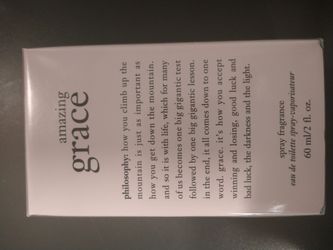 amazing
grace
philosophy: how you climb up the
mountain is just as important as
how you get down the mountain.
and so it is with life, which for many
of us becomes one big gigantic test
followed by one big gigantic lesson.
in the end, it all comes down to one
word. grace. it's how you accept
winning and losing, good luck and
bad luck, the darkness and the light.
spray fragrance
eau de toilette spray-vaporisateur
60 ml/2 fl. oz.